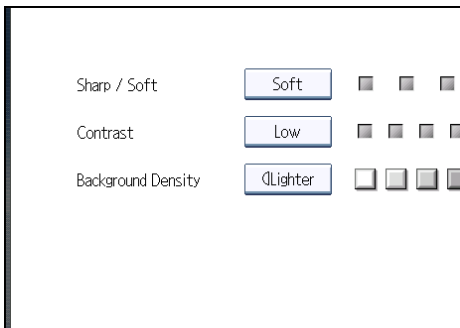 Sharp / Soft Soft
Contrast Low
Background Density Lighter